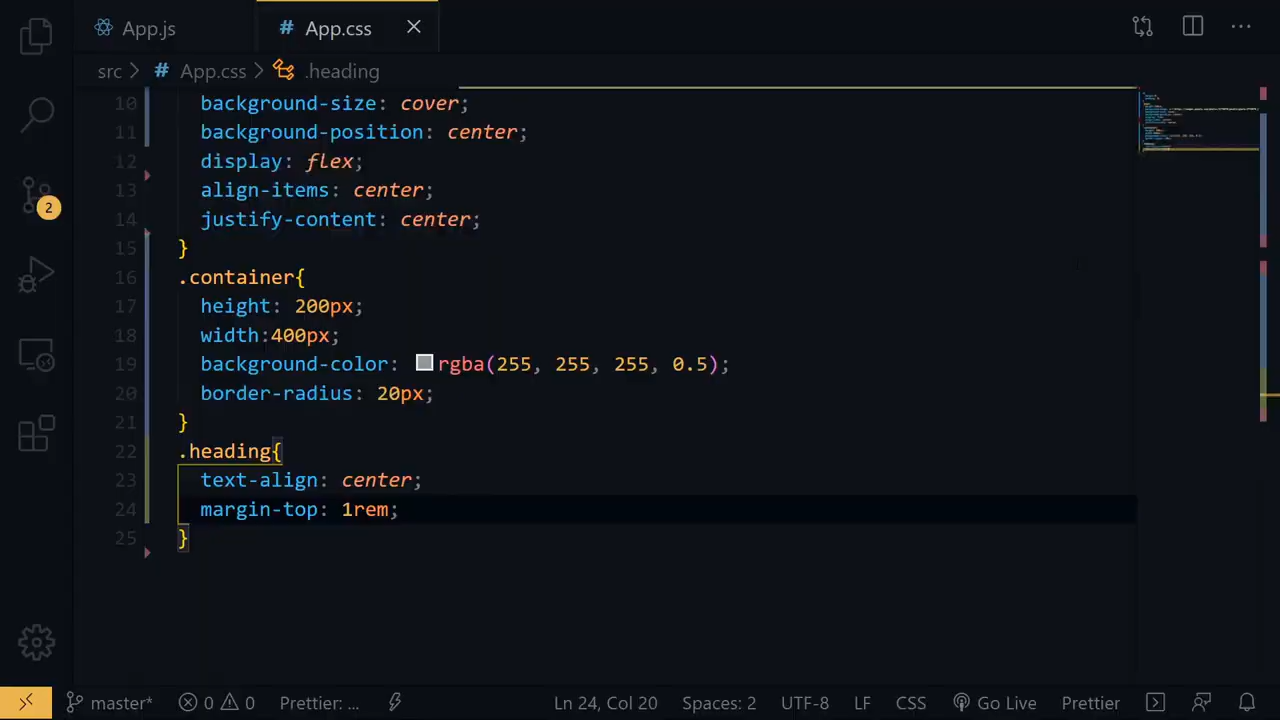 App.js
# App.css
src > # App.css > .heading
10 background-size: cover;
11 background-position: center;
12 display: flex;
13 align-items: center;
14 justify-content: center;
15 }
16 .container{
17 height: 200px;
18 width:400px;
19 background-color: rgba(255, 255, 255, 0.5);
20 border-radius: 20px;
21 }
22 .heading{
23 text-align: center;
24 margin-top: 1rem;
25 }
2
master* 0 0 Prettier: ... Ln 24, Col 20 Spaces: 2 UTF-8 LF CSS Go Live Prettier